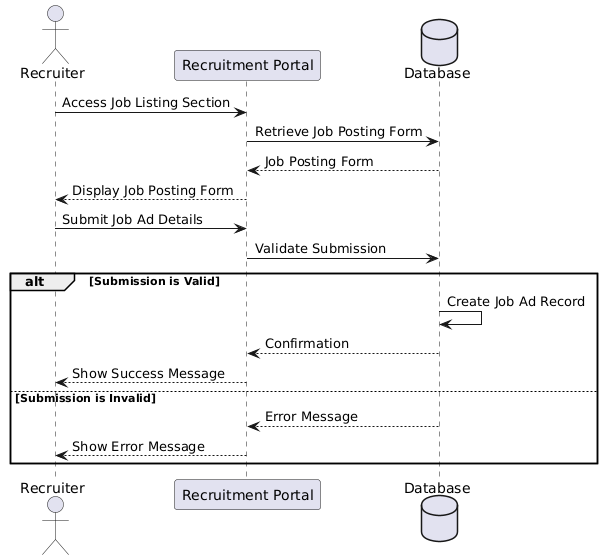 Recruiter
Recruitment Portal
Database
Access Job Listing Section
Retrieve Job Posting Form
Job Posting Form
Display Job Posting Form
Submit Job Ad Details
Validate Submission
alt [Submission is Valid]
Create Job Ad Record
Confirmation
Show Success Message
[Submission is Invalid]
Error Message
Show Error Message
Recruiter
Recruitment Portal
Database